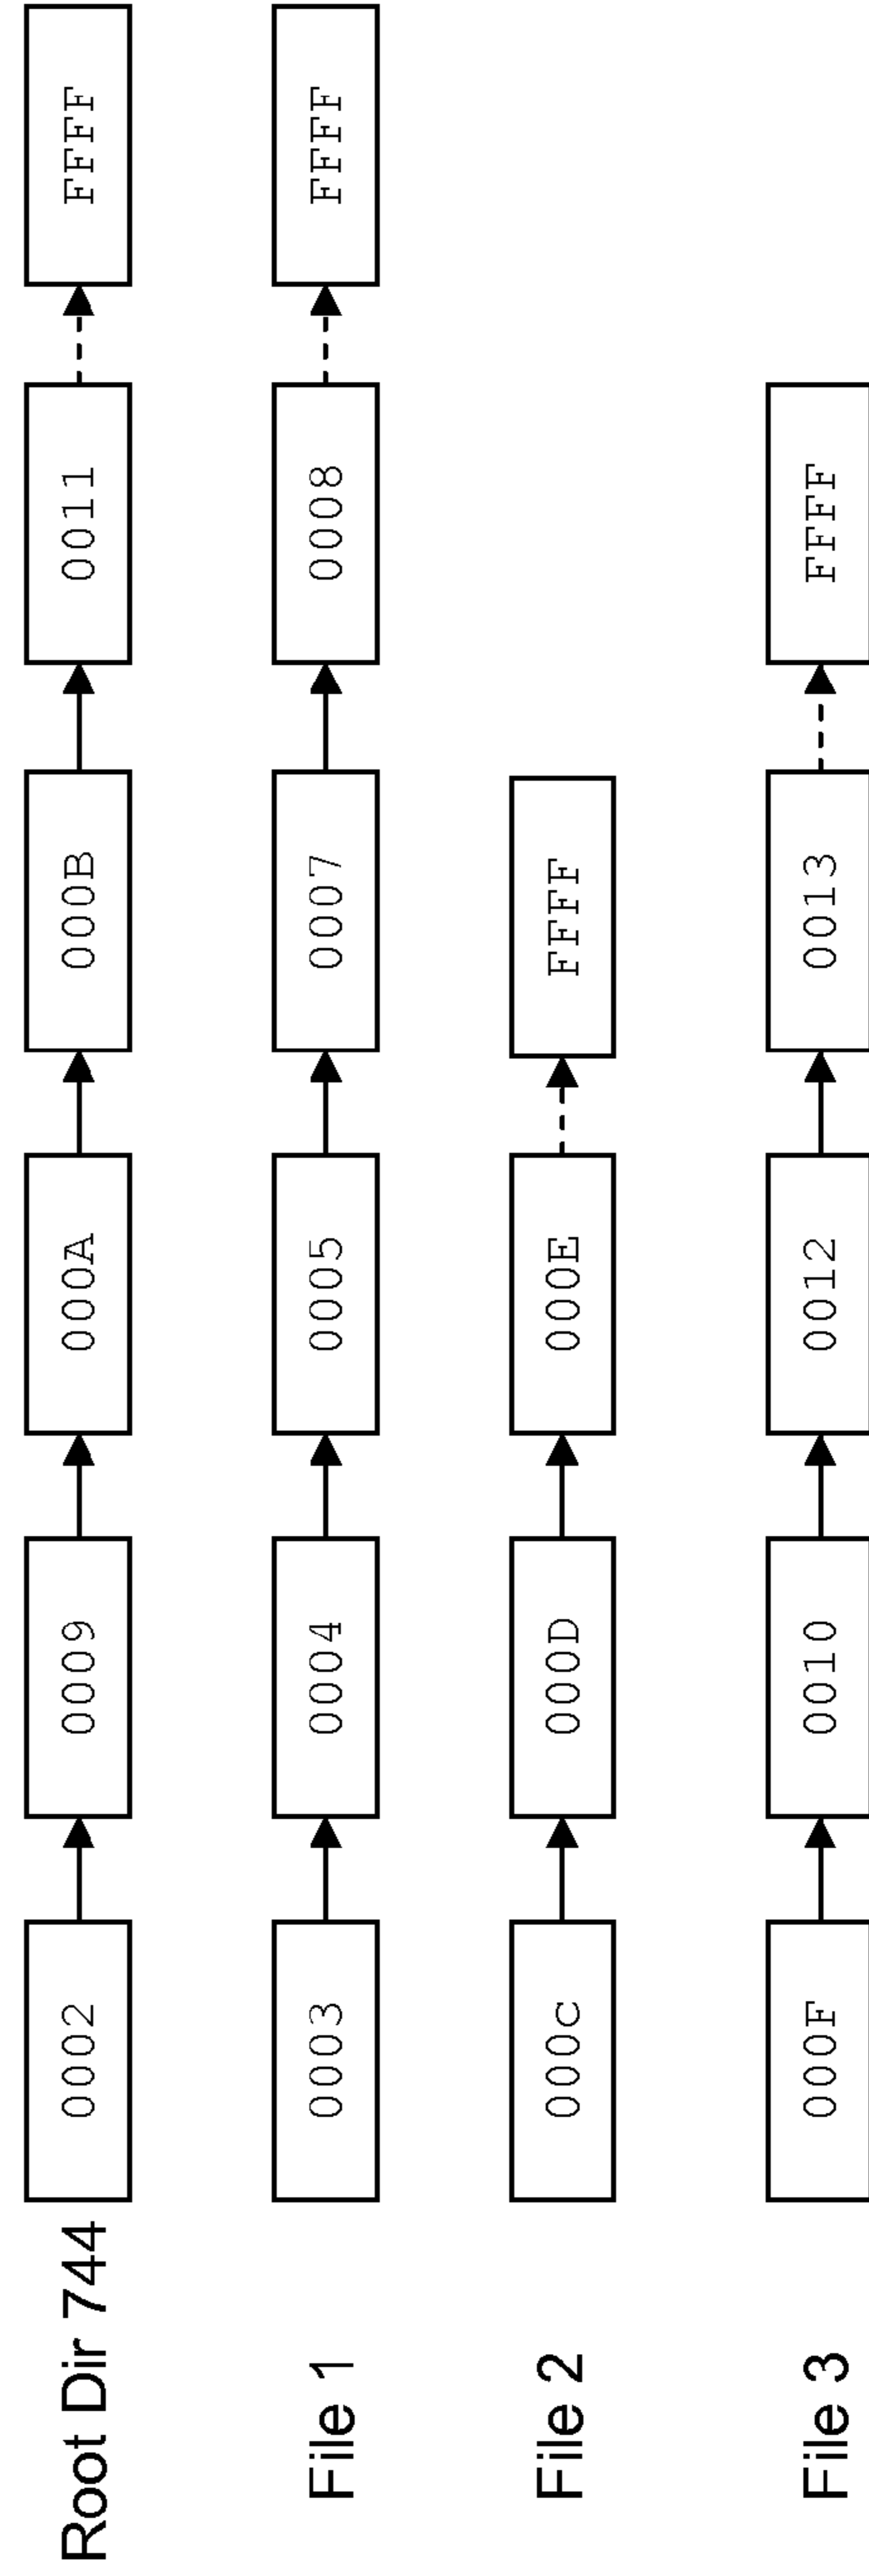 Root Dir 744 0002 0009 000A 000B 0011 FFFF
File 1 0003 0004 0005 0007 0008 FFFF
File 2 000C 000D 000E FFFF
File 3 000F 0010 0012 0013 FFFF